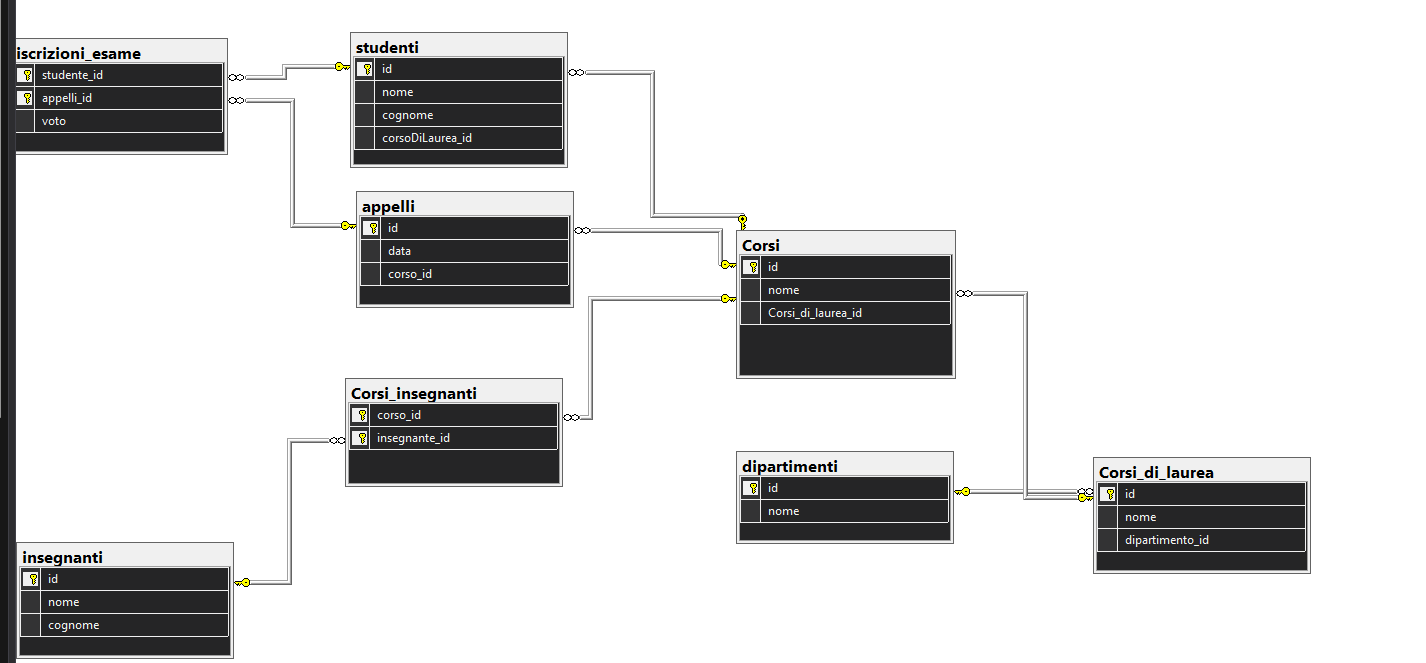 iscrizioni_esame
studente_id
appelli_id
voto
studenti
id
nome
cognome
corsoDiLaurea_id
appelli
id
data
corso_id
Corsi
id
nome
Corsi_di_laurea_id
Corsi_insegnanti
corso_id
insegnante_id
dipartimenti
id
nome
Corsi_di_laurea
id
nome
dipartimento_id
insegnanti
id
nome
cognome